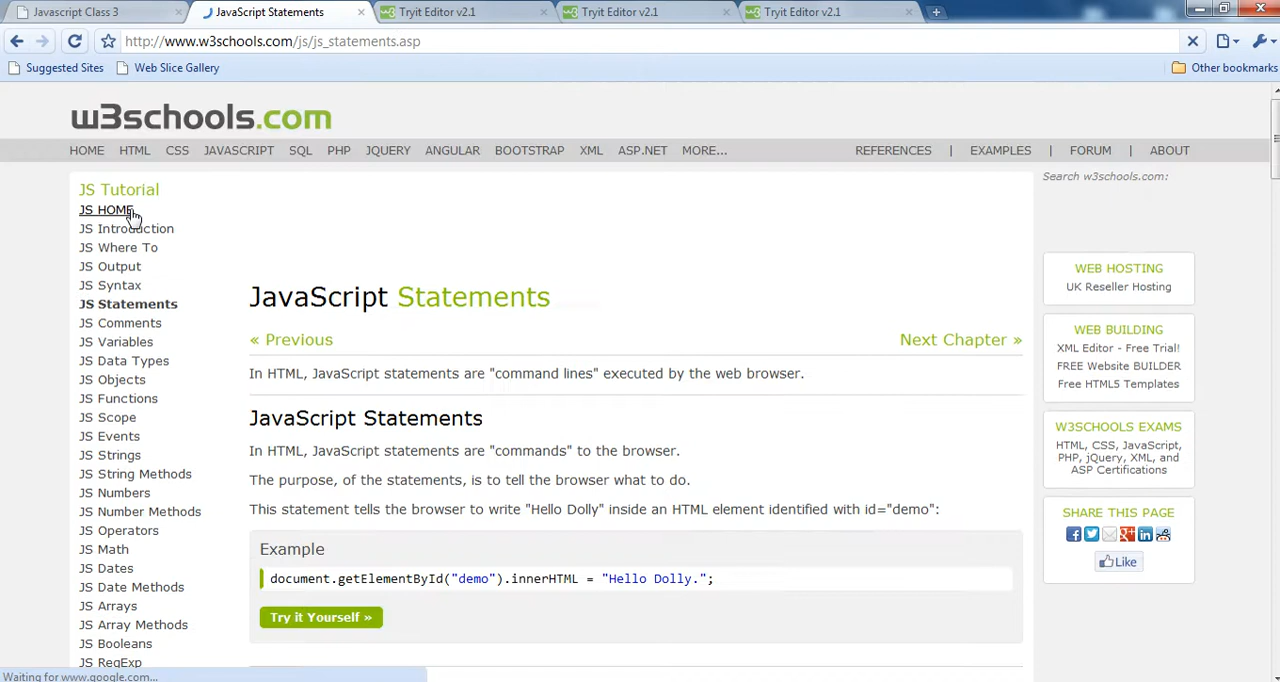 Javascript Class 3
JavaScript Statements
Tryit Editor v2.1
Tryit Editor v2.1
Tryit Editor v2.1
http://www.w3schools.com/js/js_statements.asp
Suggested Sites
Web Slice Gallery
Other bookmarks
w3schools.com
HOME HTML CSS JAVASCRIPT SQL PHP JQUERY ANGULAR BOOTSTRAP XML ASP.NET MORE... REFERENCES | EXAMPLES | FORUM | ABOUT
JS Tutorial
JS HOME
JS Introduction
JS Where To
JS Output
JS Syntax
JS Statements
JS Comments
JS Variables
JS Data Types
JS Objects
JS Functions
JS Scope
JS Events
JS Strings
JS String Methods
JS Numbers
JS Number Methods
JS Operators
JS Math
JS Dates
JS Date Methods
JS Arrays
JS Array Methods
JS Booleans
JS RegExp
JavaScript Statements
« Previous
Next Chapter »
In HTML, JavaScript statements are "command lines" executed by the web browser.
JavaScript Statements
In HTML, JavaScript statements are "commands" to the browser.
The purpose, of the statements, is to tell the browser what to do.
This statement tells the browser to write "Hello Dolly" inside an HTML element identified with id="demo":
Example
document.getElementById("demo").innerHTML = "Hello Dolly.";
Try it Yourself »
Search w3schools.com:
WEB HOSTING
UK Reseller Hosting
WEB BUILDING
XML Editor - Free Trial!
FREE Website BUILDER
Free HTML5 Templates
W3SCHOOLS EXAMS
HTML, CSS, JavaScript,
PHP, jQuery, XML, and
ASP Certifications
SHARE THIS PAGE
Like
Waiting for www.google.com...